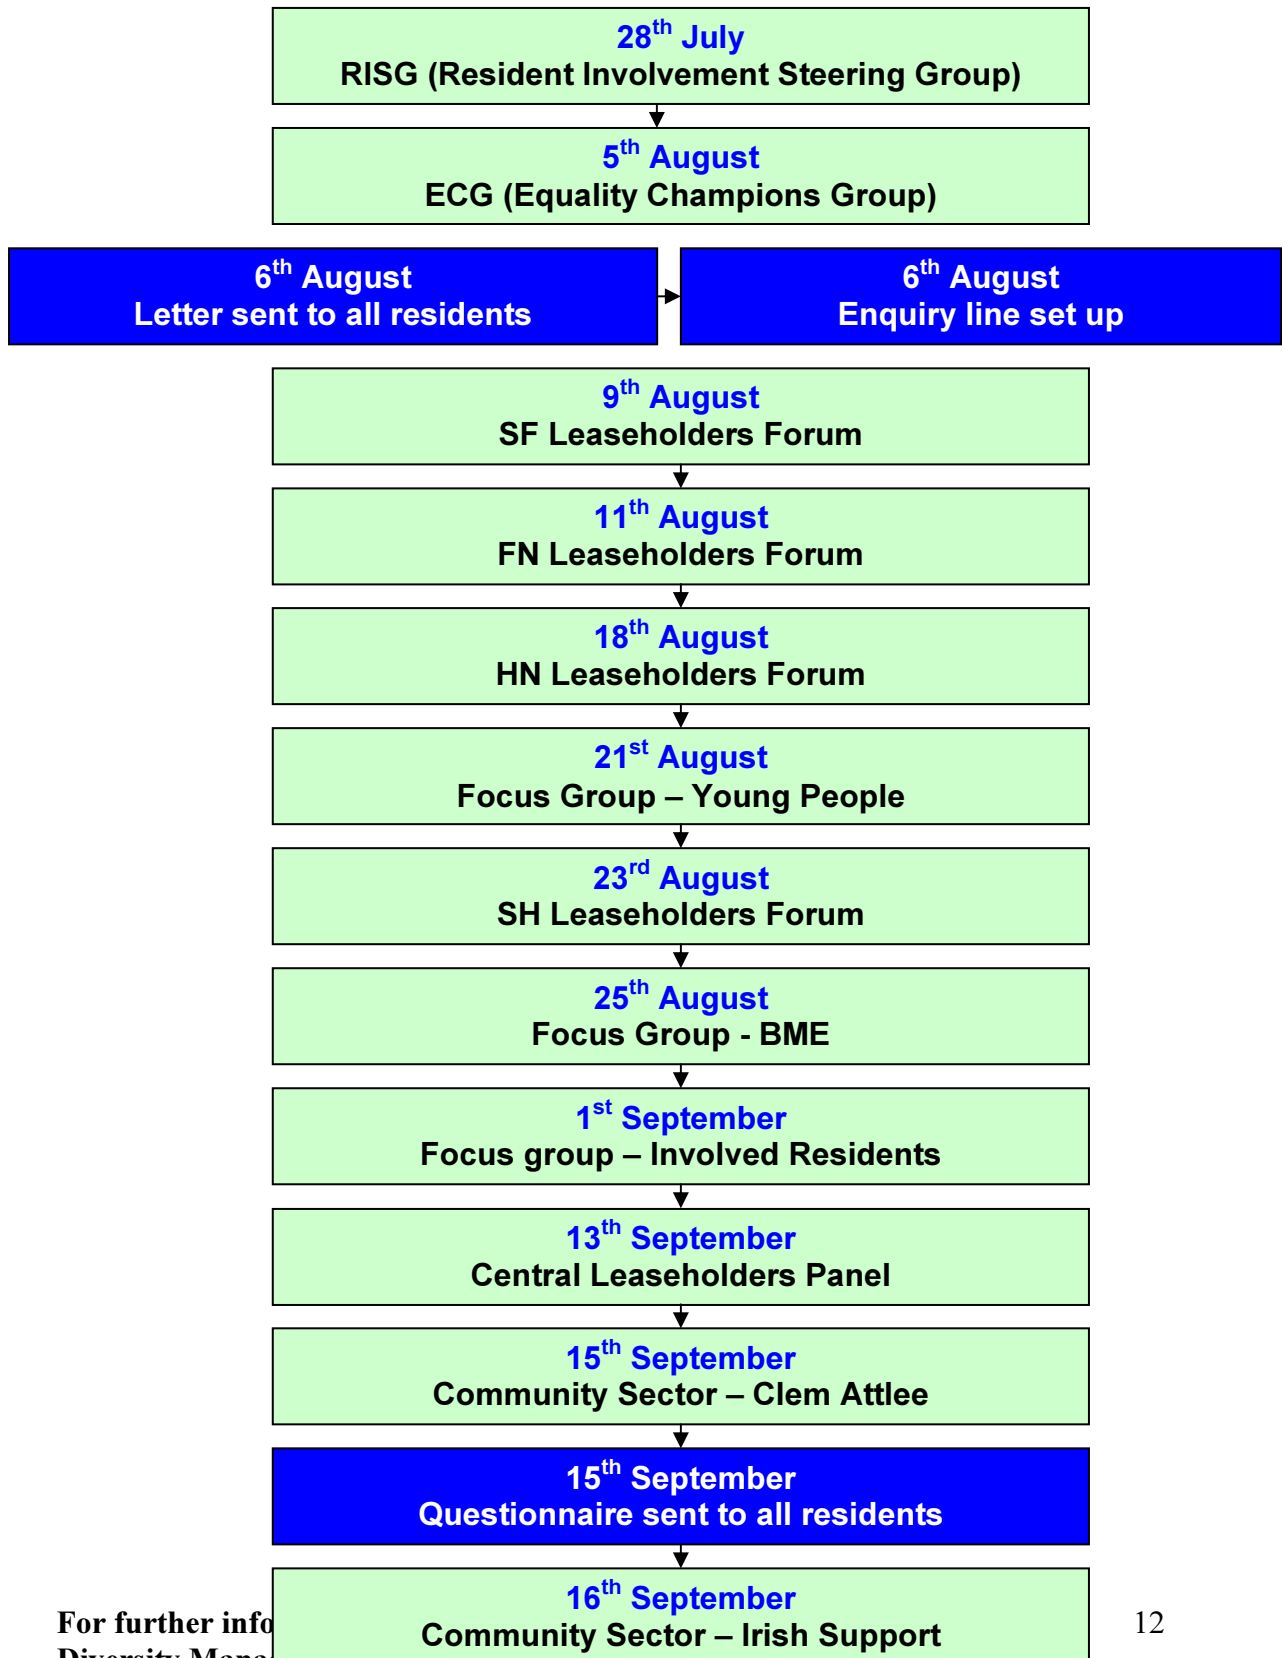 28th July
RISG (Resident Involvement Steering Group)
5th August
ECG (Equality Champions Group)
6th August
Letter sent to all residents
6th August
Enquiry line set up
9th August
SF Leaseholders Forum
11th August
FN Leaseholders Forum
18th August
HN Leaseholders Forum
21st August
Focus Group – Young People
23rd August
SH Leaseholders Forum
25th August
Focus Group - BME
1st September
Focus group – Involved Residents
13th September
Central Leaseholders Panel
15th September
Community Sector – Clem Attlee
15th September
Questionnaire sent to all residents
16th September
Community Sector – Irish Support
For further info
12
Diversity Mana